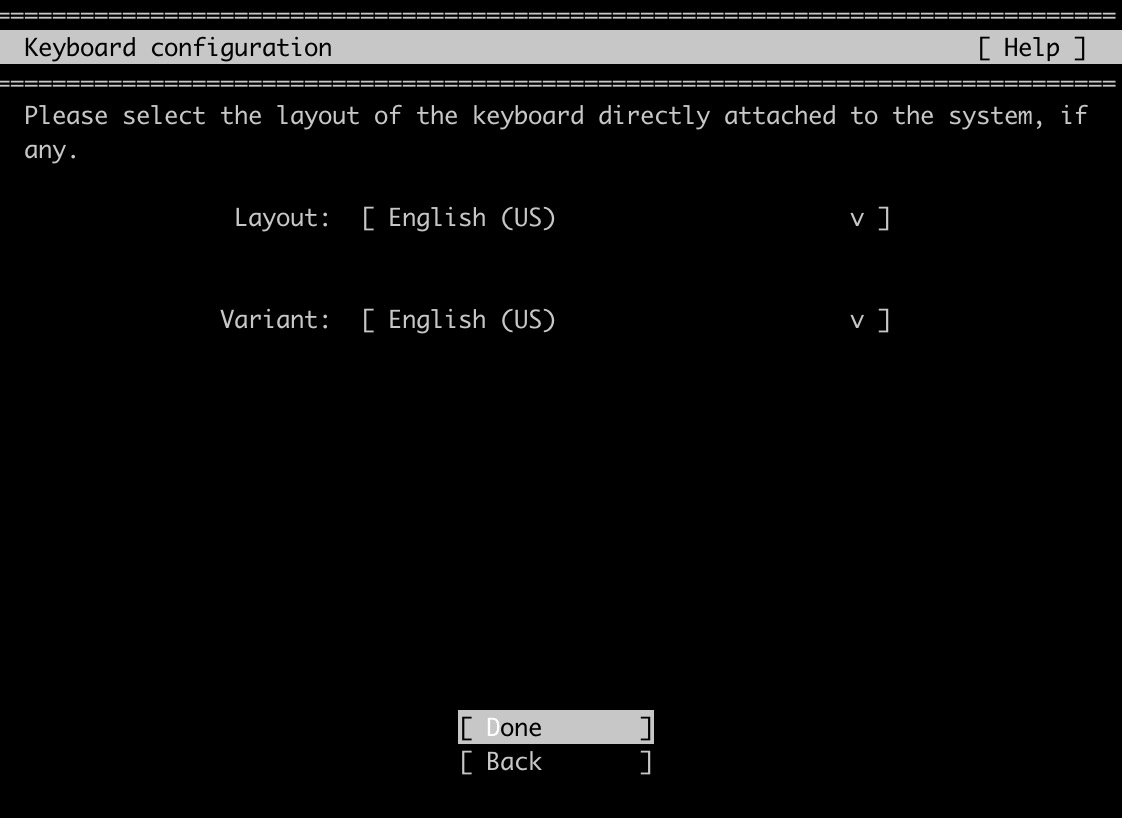 Keyboard configuration [ Help ]
Please select the layout of the keyboard directly attached to the system, if
any.
Layout: [ English (US) v ]
Variant: [ English (US) v ]
[ Done ]
[ Back ]